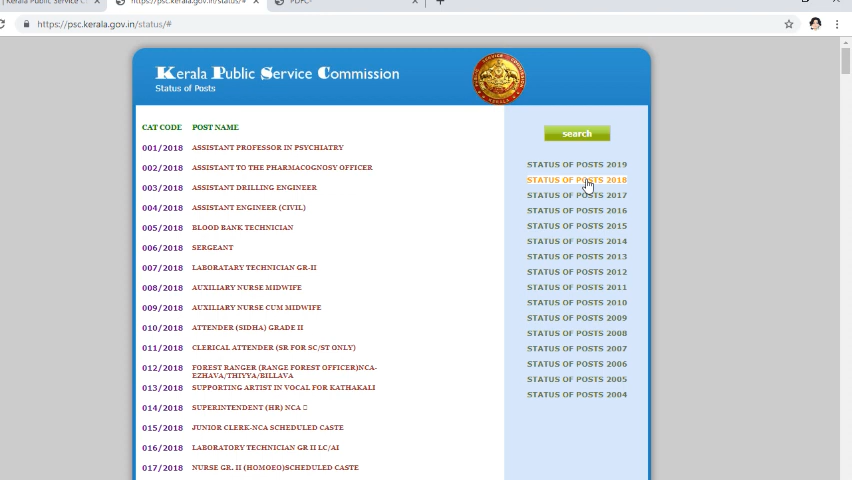 Kerala Public Service C
https://psc.kerala.gov.in/status/#
PDFC-
https://psc.kerala.gov.in/status/#
Kerala Public Service Commission
Status of Posts
CAT CODE POST NAME
001/2018 ASSISTANT PROFESSOR IN PSYCHIATRY
002/2018 ASSISTANT TO THE PHARMACOGNOSY OFFICER
003/2018 ASSISTANT DRILLING ENGINEER
004/2018 ASSISTANT ENGINEER (CIVIL)
005/2018 BLOOD BANK TECHNICIAN
006/2018 SERGEANT
007/2018 LABORATARY TECHNICIAN GR-II
008/2018 AUXILIARY NURSE MIDWIFE
009/2018 AUXILIARY NURSE CUM MIDWIFE
010/2018 ATTENDER (SIDHA) GRADE II
011/2018 CLERICAL ATTENDER (SR FOR SC/ST ONLY)
012/2018 FOREST RANGER (RANGE FOREST OFFICER)NCA-
EZHAVA/THIYYA/BILLAVA
013/2018 SUPPORTING ARTIST IN VOCAL FOR KATHAKALI
014/2018 SUPERINTENDENT (HR) NCA
015/2018 JUNIOR CLERK-NCA SCHEDULED CASTE
016/2018 LABORATORY TECHNICIAN GR II LC/AI
017/2018 NURSE GR. II (HOMOEO)SCHEDULED CASTE
search
STATUS OF POSTS 2019
STATUS OF POSTS 2018
STATUS OF POSTS 2017
STATUS OF POSTS 2016
STATUS OF POSTS 2015
STATUS OF POSTS 2014
STATUS OF POSTS 2013
STATUS OF POSTS 2012
STATUS OF POSTS 2011
STATUS OF POSTS 2010
STATUS OF POSTS 2009
STATUS OF POSTS 2008
STATUS OF POSTS 2007
STATUS OF POSTS 2006
STATUS OF POSTS 2005
STATUS OF POSTS 2004